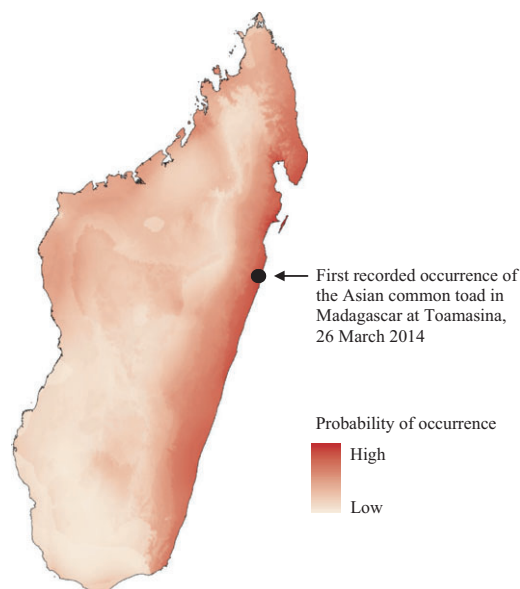 First recorded occurrence of
the Asian common toad in
Madagascar at Toamasina,
26 March 2014
Probability of occurrence
High
Low